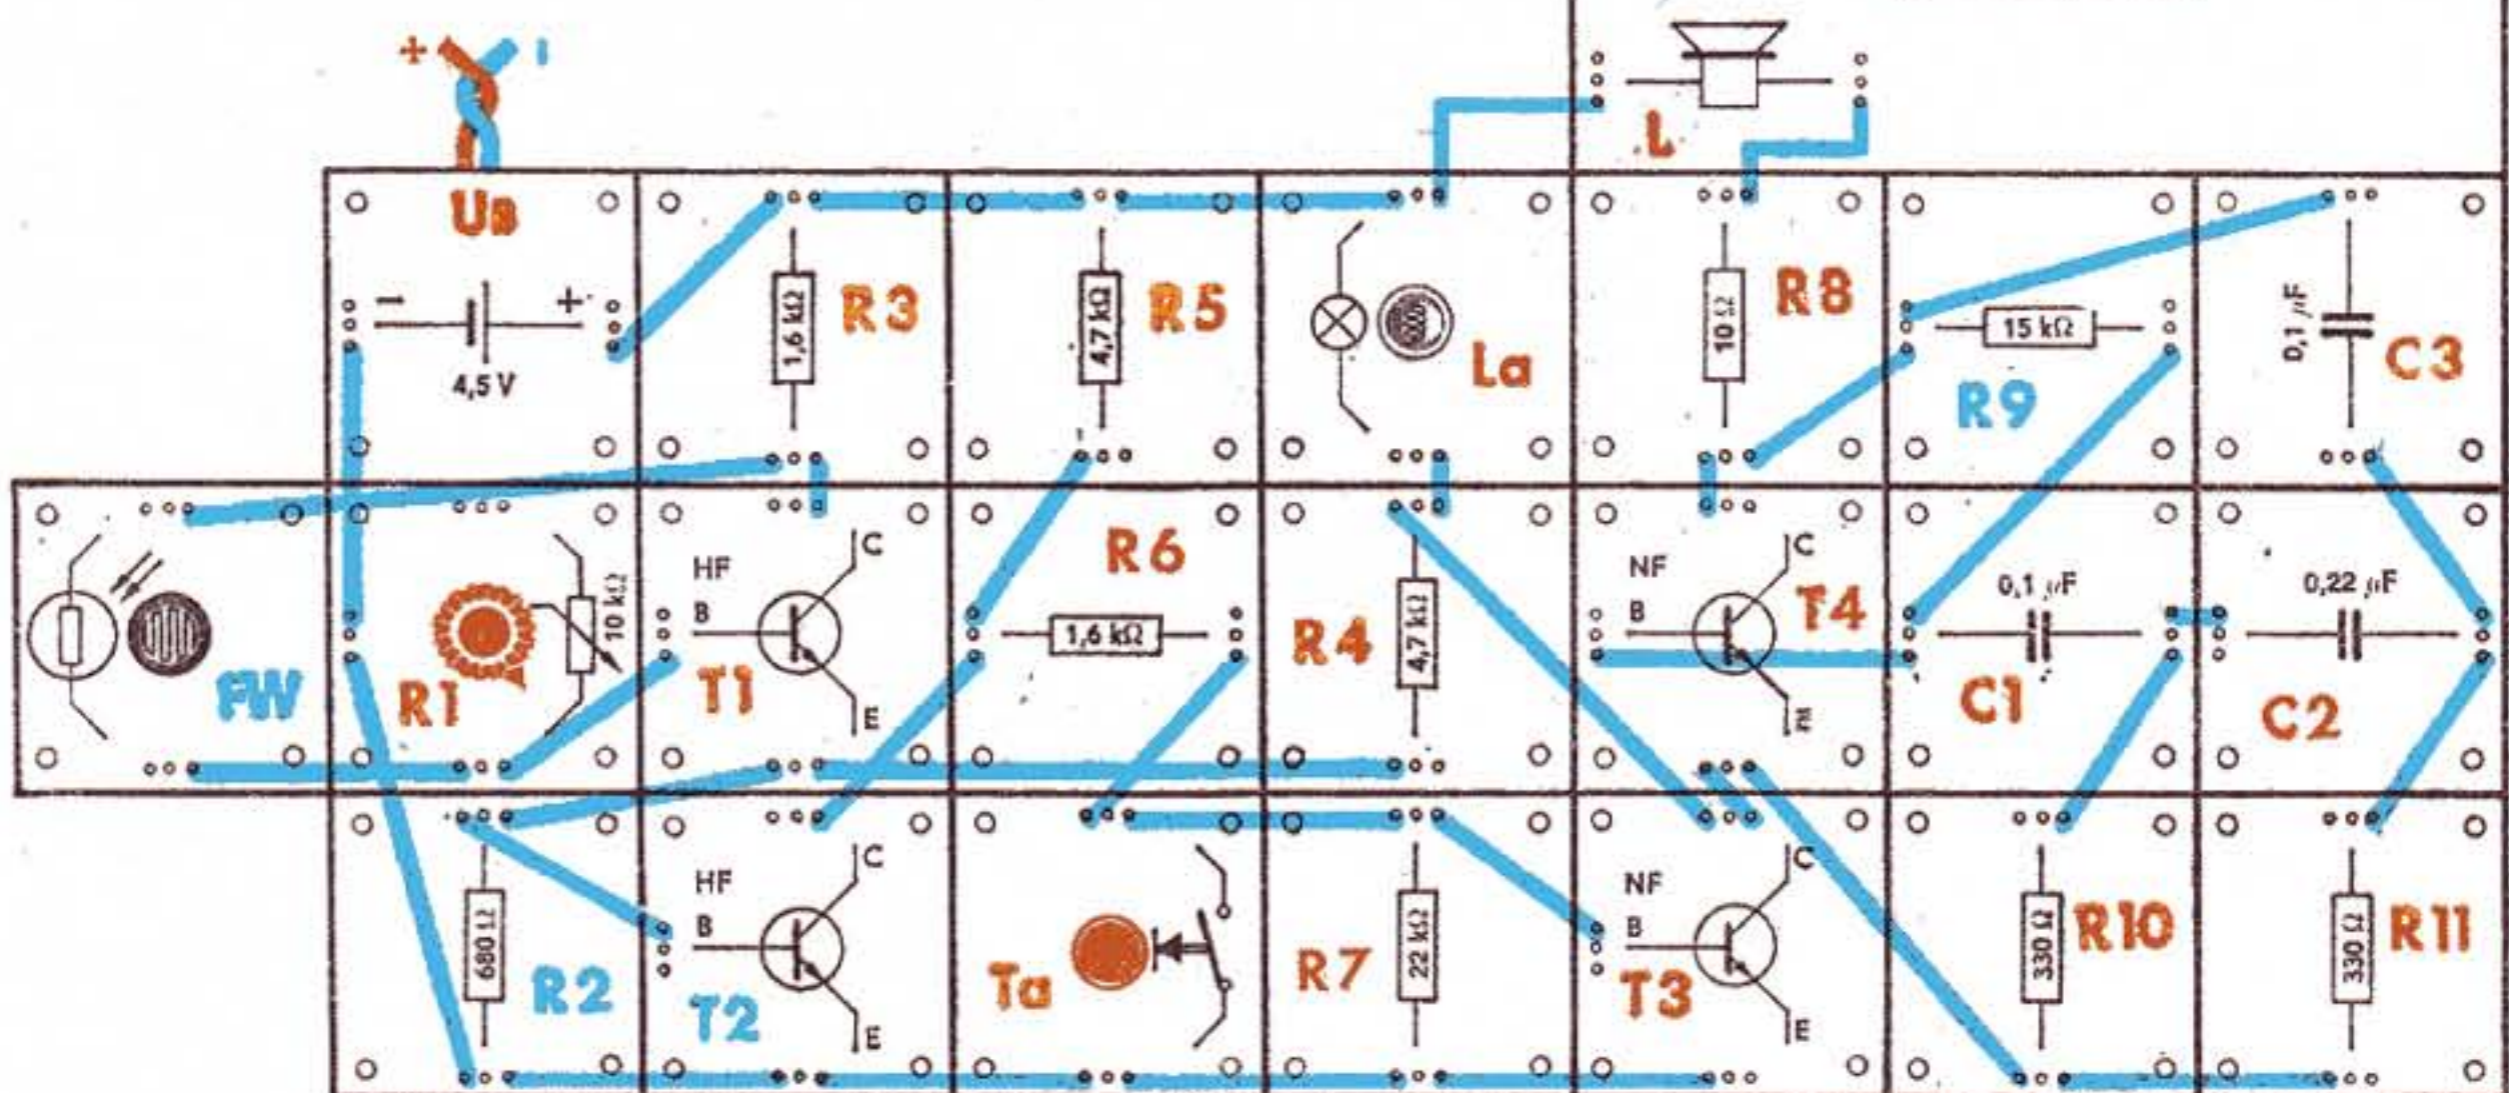 + -
L
UB
- +
4,5 V
1,6 kΩ
R3
4,7 kΩ
R5
La
10 Ω
R8
15 kΩ
R9
0,1 µF
C3
FW
R1
10 kΩ
HF
B
C
E
T1
R6
1,6 kΩ
R4
4,7 kΩ
NF
B
C
E
T4
0,1 µF
C1
0,22 µF
C2
680 Ω
R2
HF
B
C
E
T2
Ta
R7
22 kΩ
NF
B
C
E
T3
330 Ω
R10
330 Ω
R11